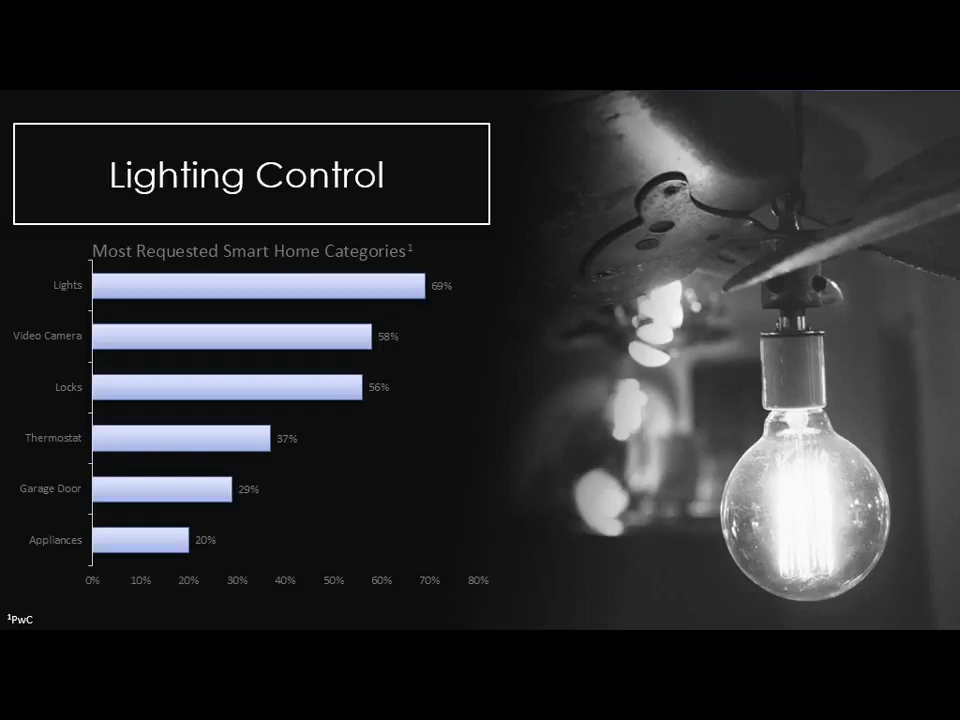 Lighting Control
Most Requested Smart Home Categories¹
Lights 69%
Video Camera 58%
Locks 56%
Thermostat 37%
Garage Door 29%
Appliances 20%
0% 10% 20% 30% 40% 50% 60% 70% 80%
¹PwC